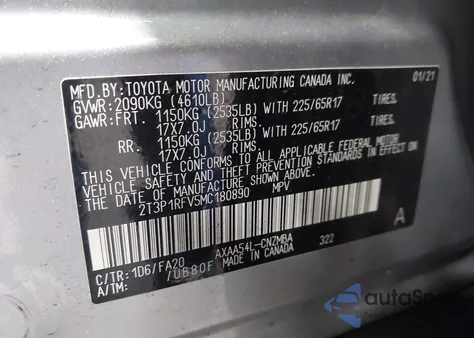 MFD.BY: TOYOTA MOTOR MANUFACTURING CANADA INC. 01/21
GVWR: 2090KG (4610LB)
GAWR: FRT. 1150KG (2535LB) WITH 225/65R17 TIRES,
17X7.0J RIMS,
RR. 1150KG (2535LB) WITH 225/65R17 TIRES,
17X7.0J RIMS,
THIS VEHICLE CONFORMS TO ALL APPLICABLE FEDERAL MOTOR
VEHICLE SAFETY AND BUMPER STANDARDS IN EFFECT ON
THE DATE OF MANUFACTURE SHOWN ABOVE.
2T3P1RFV5MC180890 MPV
A
C/TR: 1D6/FA20 AXAA54L-CNZMBA 322
A/TM: /UB80F MADE IN CANADA